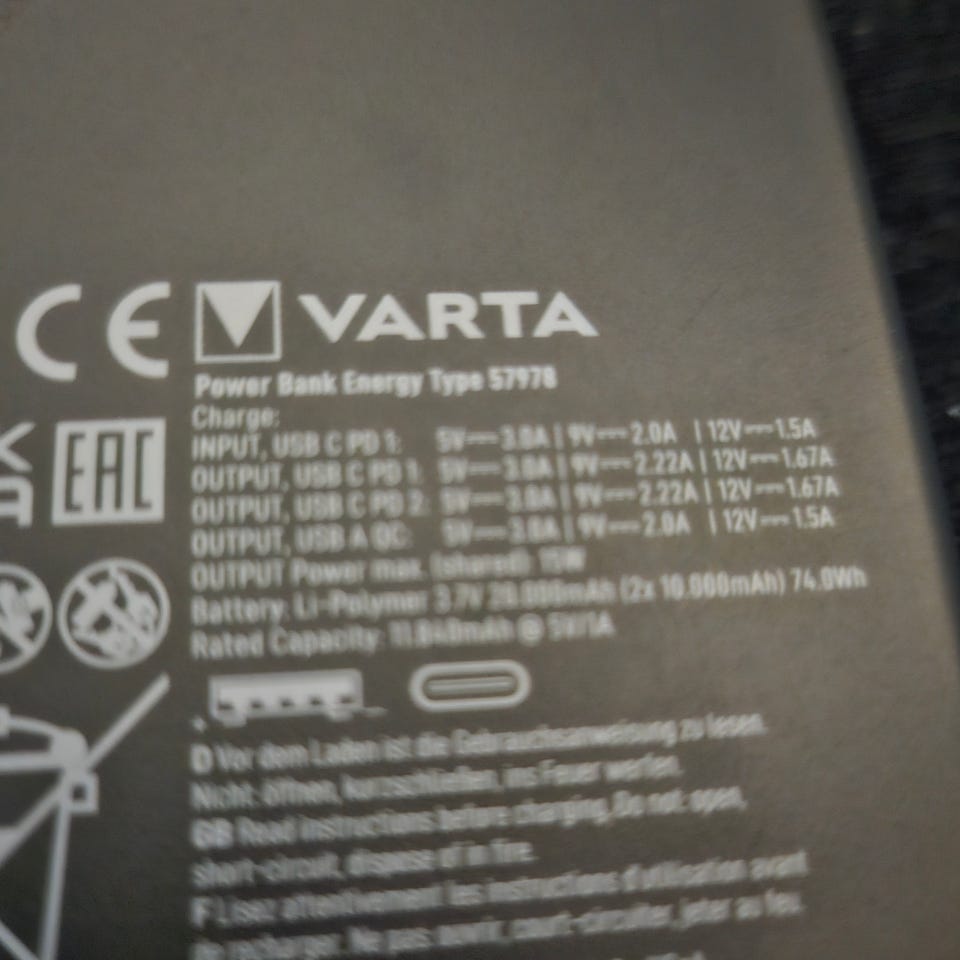 CE VARTA
Power Bank Energy Type 57978
Charge:
INPUT, USB C PD 1: 5V⎓3.0A | 9V⎓2.0A | 12V⎓1.5A
EAC
OUTPUT, USB C PD 1: 5V⎓3.0A | 9V⎓2.22A | 12V⎓1.67A
OUTPUT, USB C PD 2: 5V⎓3.0A | 9V⎓2.22A | 12V⎓1.67A
OUTPUT, USB A QC: 5V⎓3.0A | 9V⎓2.0A | 12V⎓1.5A
OUTPUT Power max. (shared) 15W
Battery: Li-Polymer 3.7V 20.000mAh (2x 10.000mAh) 74.0Wh
Rated Capacity: mAh @ 5V/1A
D Vor dem Laden ist die Gebrauchsanweisung zu lesen.
Nicht öffnen, kurzschließen, ins Feuer werfen.
GB Read instructions before charging. Do not open,
short-circuit, dispose of in fire.
F Lisez attentivement les instructions d'utilisation avant
de recharger. Ne pas ouvrir, court-circuiter, jeter au feu.